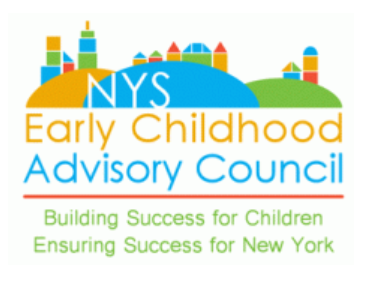 NYS
Early Childhood
Advisory Council
Building Success for Children
Ensuring Success for New York